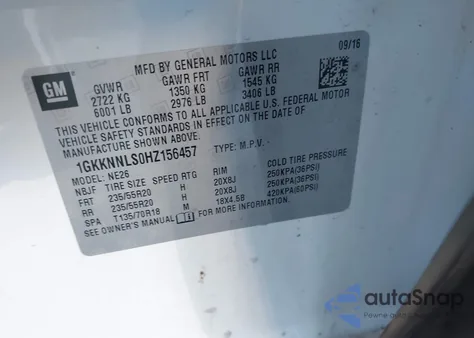 MFD BY GENERAL MOTORS LLC
09/16
GM
GVWR GAWR FRT GAWR RR
2722 KG 1350 KG 1545 KG
6001 LB 2976 LB 3406 LB
THIS VEHICLE CONFORMS TO ALL APPLICABLE U.S. FEDERAL MOTOR
VEHICLE SAFETY STANDARDS IN EFFECT ON THE DATE OF
MANUFACTURE SHOWN ABOVE.
1GKKNNLS0HZ156457
MODEL: NE26
NBJF TIRE SIZE SPEED RTG RIM COLD TIRE PRESSURE
FRT 235/55R20 H 20X8J 250KPA(36PSI)
RR 235/55R20 H 20X8J 250KPA(36PSI)
SPA T135/70R18 M 18X4.5B 420KPA(60PSI)
SEE OWNER'S MANUAL FOR MORE INFORMATION.
autoSnap
Pewne auto z USA